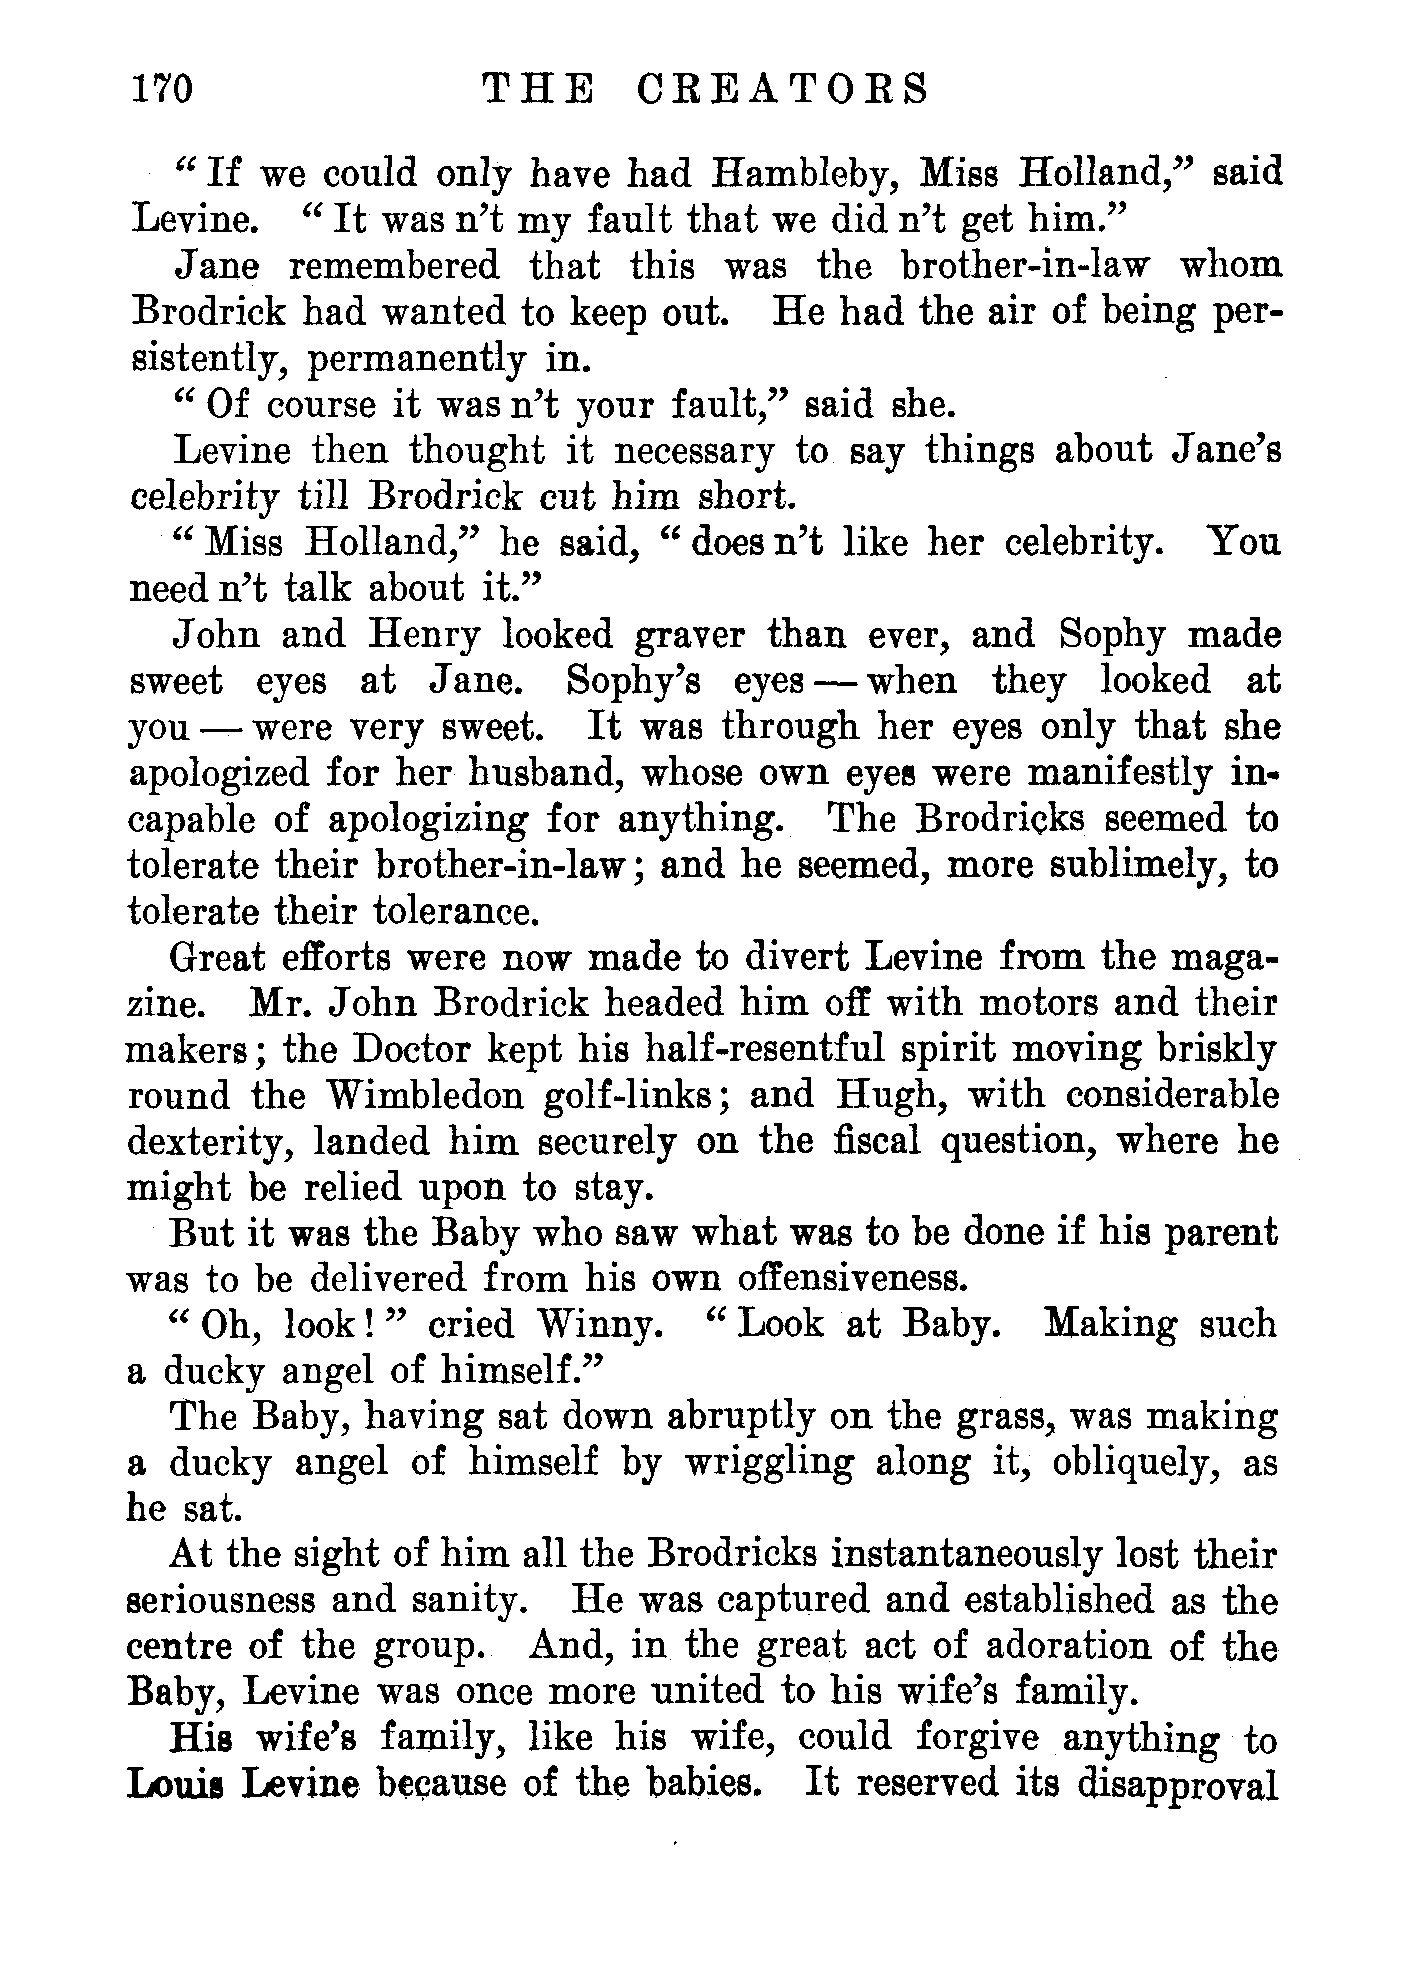 170 THE CREATORS
“ If we could only have had Hambleby, Miss Holland,” said
Levine. “ It was n’t my fault that we did n’t get him.”
Jane remembered that this was the brother-in-law whom
Brodrick had wanted to keep out. He had the air of being per-
sistently, permanently in.
“ Of course it was n’t your fault,” said she.
Levine then thought it necessary to say things about Jane’s
celebrity till Brodrick cut him short.
“ Miss Holland,” he said, “ does n’t like her celebrity. You
need n’t talk about it.”
John and Henry looked graver than ever, and Sophy made
sweet eyes at Jane. Sophy’s eyes — when they looked at
you — were very sweet. It was through her eyes only that she
apologized for her husband, whose own eyes were manifestly in-
capable of apologizing for anything. The Brodricks seemed to
tolerate their brother-in-law; and he seemed, more sublimely, to
tolerate their tolerance.
Great efforts were now made to divert Levine from the maga-
zine. Mr. John Brodrick headed him off with motors and their
makers; the Doctor kept his half-resentful spirit moving briskly
round the Wimbledon golf-links; and Hugh, with considerable
dexterity, landed him securely on the fiscal question, where he
might be relied upon to stay.
But it was the Baby who saw what was to be done if his parent
was to be delivered from his own offensiveness.
“ Oh, look! ” cried Winny. “ Look at Baby. Making such
a ducky angel of himself.”
The Baby, having sat down abruptly on the grass, was making
a ducky angel of himself by wriggling along it, obliquely, as
he sat.
At the sight of him all the Brodricks instantaneously lost their
seriousness and sanity. He was captured and established as the
centre of the group. And, in the great act of adoration of the
Baby, Levine was once more united to his wife’s family.
His wife’s family, like his wife, could forgive anything to
Louis Levine because of the babies. It reserved its disapproval